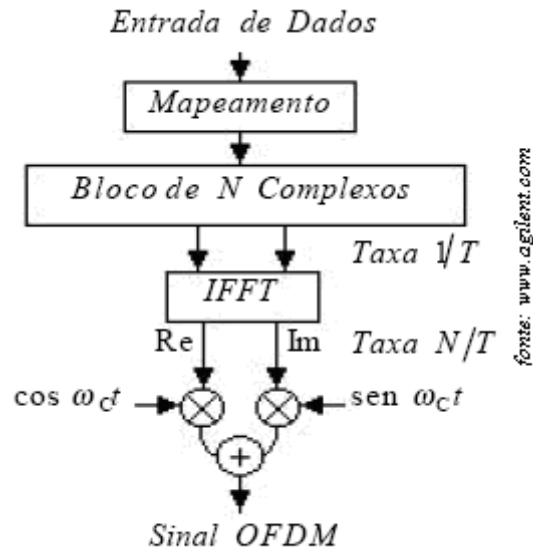 Entrada de Dados
Mapeamento
Bloco de N Complexos
Taxa 1/T
IFFT
Re
Im
Taxa N/T
cos ωCt
sen ωCt
+
Sinal OFDM
fonte: www.agilent.com